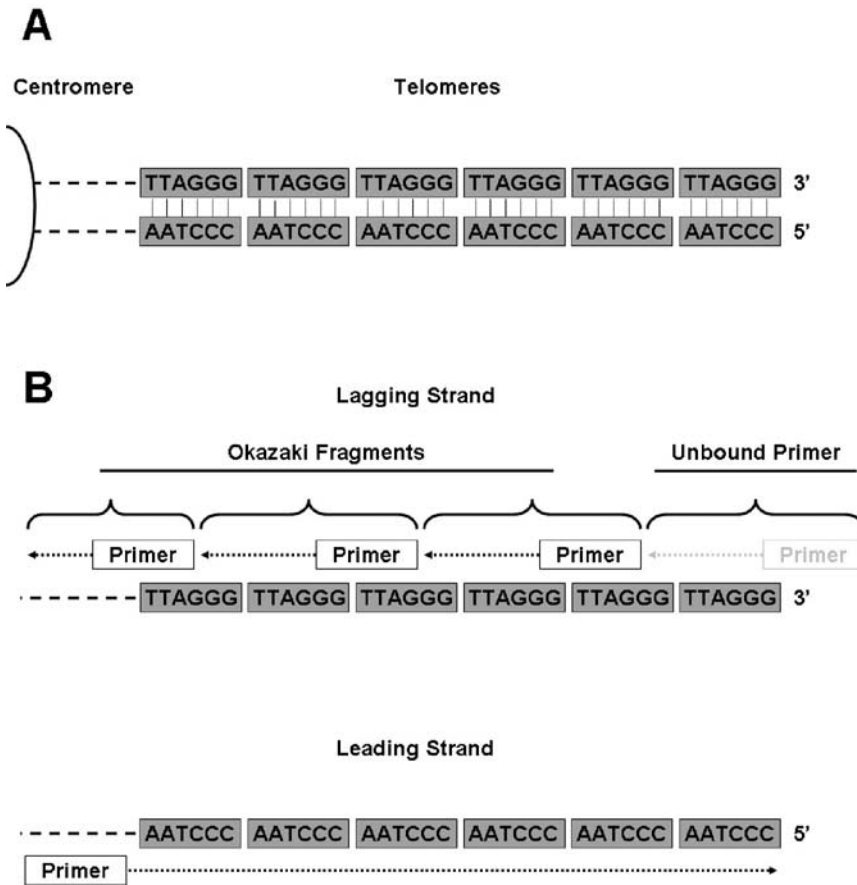 A
Centromere Telomeres
TTAGGG TTAGGG TTAGGG TTAGGG TTAGGG TTAGGG 3’
AATCCC AATCCC AATCCC AATCCC AATCCC AATCCC 5’
B
Lagging Strand
Okazaki Fragments Unbound Primer
Primer Primer Primer Primer
TTAGGG TTAGGG TTAGGG TTAGGG TTAGGG TTAGGG 3’
Leading Strand
AATCCC AATCCC AATCCC AATCCC AATCCC AATCCC 5’
Primer